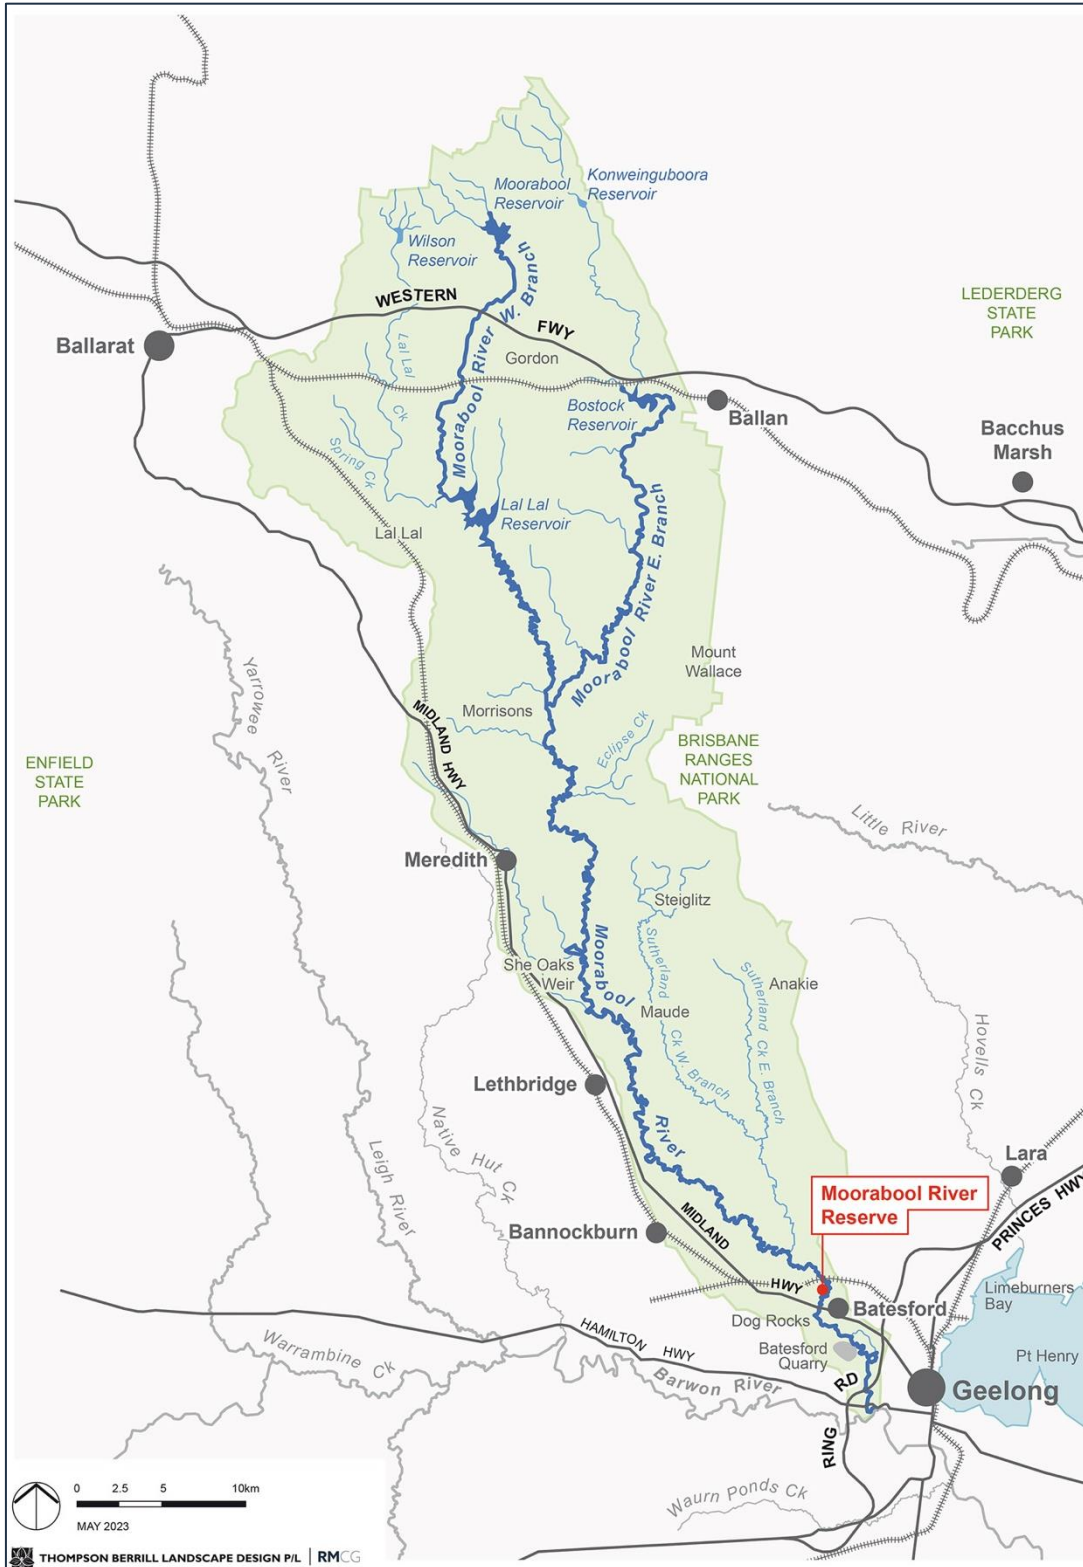 Konweinguboora
Reservoir
Moorabool
Reservoir
Wilson
Reservoir
Moorabool River W. Branch
WESTERN
FWY
LEDERDERG
STATE
PARK
Ballarat
Gordon
Lal Lal
Ck
Bostock
Reservoir
Ballan
Bacchus
Marsh
Spring Ck
Lal Lal
Reservoir
Lal Lal
Moorabool River E. Branch
Mount
Wallace
Yarrowee
River
Morrisons
MIDLAND HWY
Eclipse Ck
BRISBANE
RANGES
NATIONAL
PARK
ENFIELD
STATE
PARK
Little River
Meredith
Steiglitz
Moorabool
River
She Oaks
Weir
Sutherland
Ck W. Branch
Sutherland
Ck E. Branch
Anakie
Maude
Hovells Ck
Lethbridge
Native Hut Ck
Leigh River
Lara
Moorabool River
Reserve
PRINCES HWY
Bannockburn
MIDLAND
HWY
Limeburners
Bay
Batesford
Dog Rocks
Batesford
Quarry
HAMILTON HWY
Warrambine Ck
Barwon River
Pt Henry
RING
RD
Geelong
Waurn Ponds Ck
0 2.5 5 10km
MAY 2023
THOMPSON BERRILL LANDSCAPE DESIGN P/L | RMCG